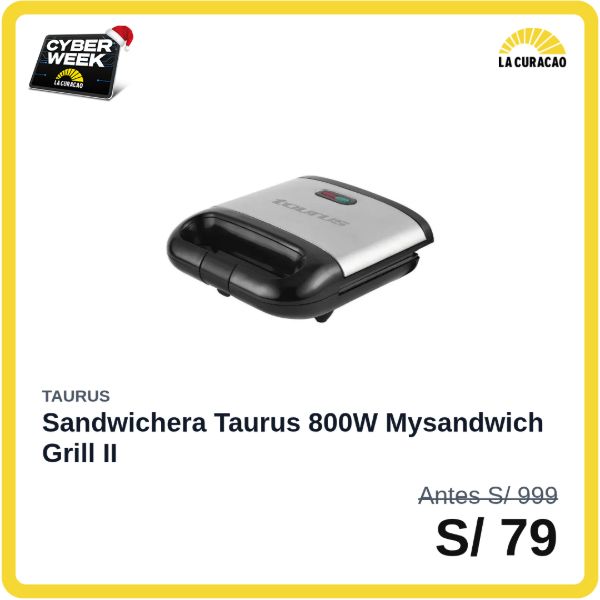 CYBER
WEEK
LA CURACAO
LA CURACAO
taurus
TAURUS
Sandwichera Taurus 800W Mysandwich
Grill II
Antes S/ 999
S/ 79